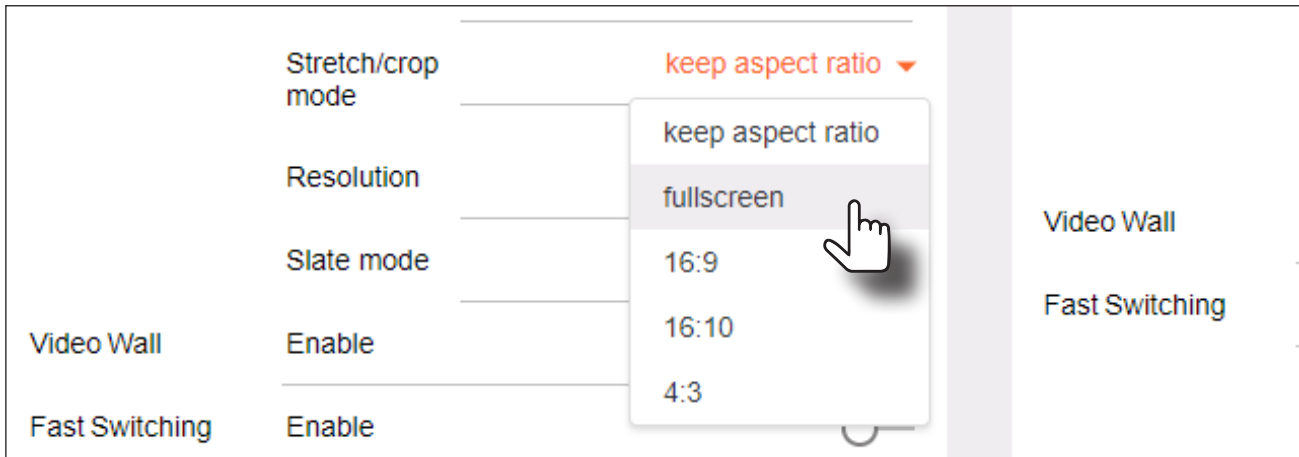 Stretch/crop
mode
keep aspect ratio
keep aspect ratio
fullscreen
16:9
16:10
4:3
Resolution
Slate mode
Video Wall
Enable
Fast Switching
Enable
Video Wall
Fast Switching